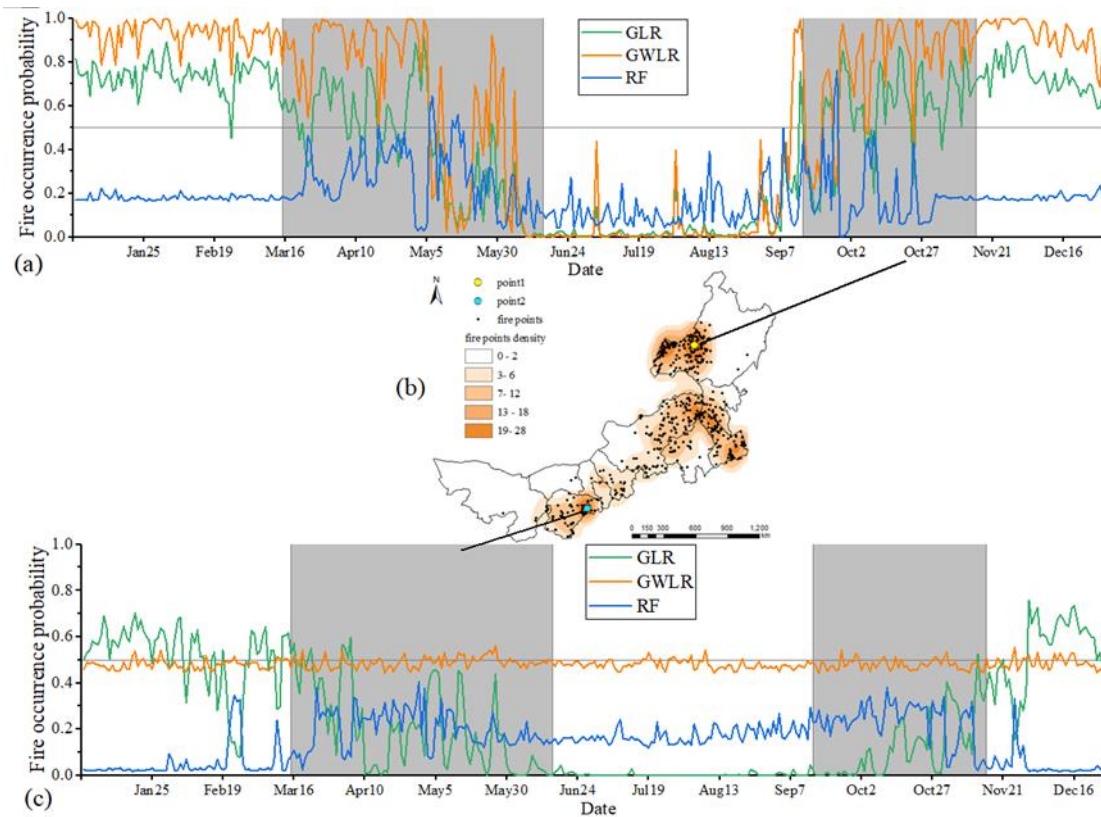 1.0
0.8
0.6
0.4
0.2
0.0
Fire occurrence probability
GLR
GWLR
RF
Jan25 Feb19 Mar16 Apr10 May5 May30 Jun24 Jul19 Aug13 Sep7 Oct2 Oct27 Nov21 Dec16
Date
(a)
N
point1
point2
fire points
fire points density
0 - 2
3 - 6
7 - 12
13 - 18
19 - 28
(b)
0 150 300 600 900 1,200
km
1.0
0.8
0.6
0.4
0.2
0.0
Fire occurrence probability
GLR
GWLR
RF
Jan25 Feb19 Mar16 Apr10 May5 May30 Jun24 Jul19 Aug13 Sep7 Oct2 Oct27 Nov21 Dec16
Date
(c)